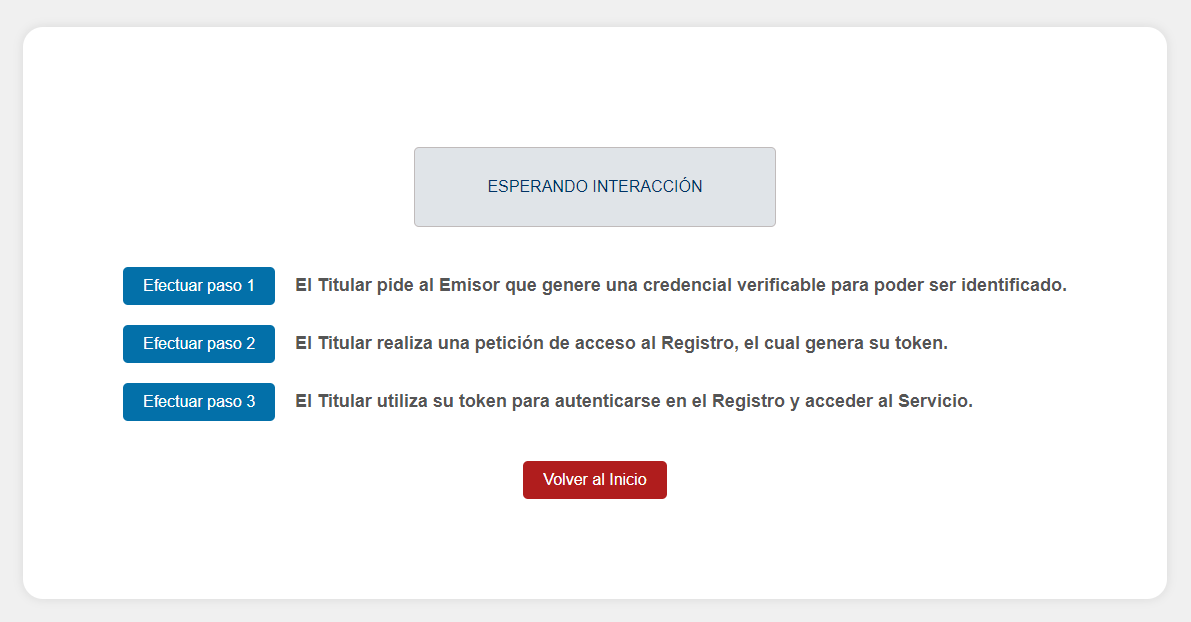 ESPERANDO INTERACCIÓN
Efectuar paso 1 El Titular pide al Emisor que genere una credencial verificable para poder ser identificado.
Efectuar paso 2 El Titular realiza una petición de acceso al Registro, el cual genera su token.
Efectuar paso 3 El Titular utiliza su token para autenticarse en el Registro y acceder al Servicio.
Volver al Inicio